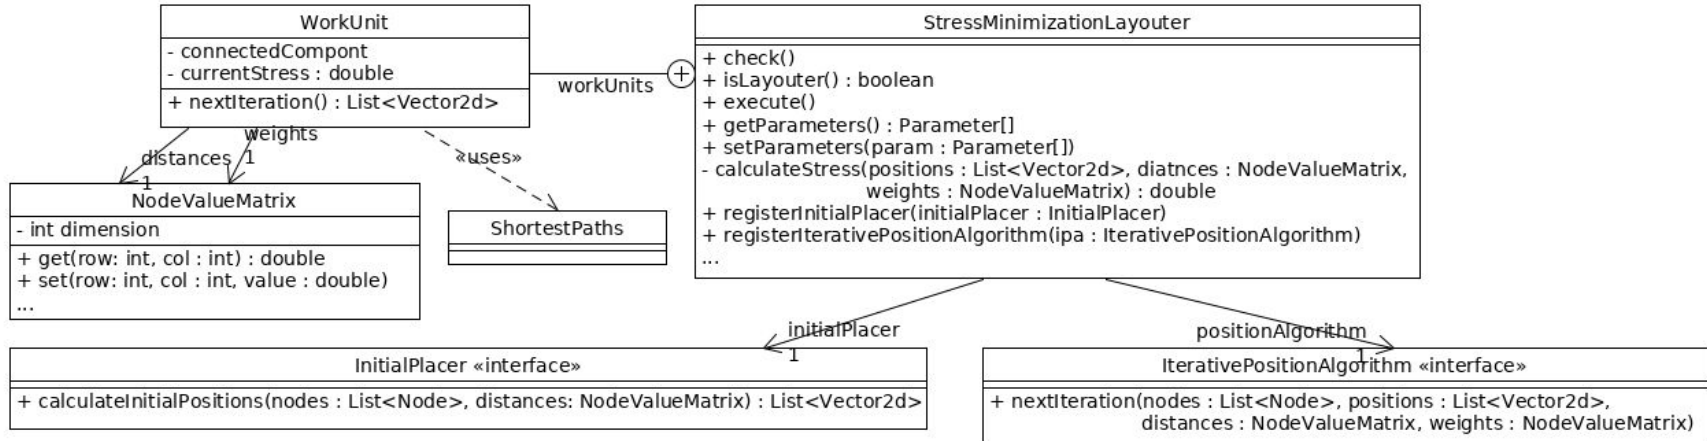 WorkUnit
- connectedCompont
- currentStress : double
+ nextIteration() : List<Vector2d>
workUnits
+
StressMinimizationLayouter
+ check()
+ isLayouter() : boolean
+ execute()
+ getParameters() : Parameter[]
+ setParameters(param : Parameter[])
- calculateStress(positions : List<Vector2d>, diatnces : NodeValueMatrix,
weights : NodeValueMatrix) : double
+ registerInitialPlacer(initialPlacer : InitialPlacer)
+ registerIterativePositionAlgorithm(ipa : IterativePositionAlgorithm)
...
weights
1
distances
1
«uses»
NodeValueMatrix
- int dimension
+ get(row: int, col : int) : double
+ set(row: int, col : int, value : double)
...
ShortestPaths
initialPlacer
1
positionAlgorithm
1
InitialPlacer «interface»
+ calculateInitialPositions(nodes : List<Node>, distances: NodeValueMatrix) : List<Vector2d>
IterativePositionAlgorithm «interface»
+ nextIteration(nodes : List<Node>, positions : List<Vector2d>,
distances : NodeValueMatrix, weights : NodeValueMatrix)